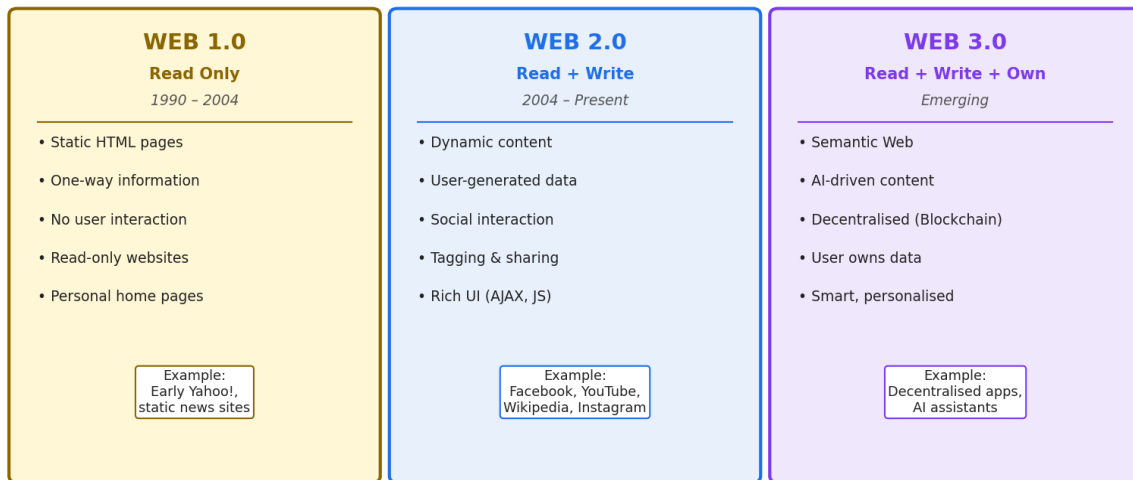 WEB 1.0
Read Only
1990 – 2004
• Static HTML pages
• One-way information
• No user interaction
• Read-only websites
• Personal home pages
Example:
Early Yahoo!,
static news sites
WEB 2.0
Read + Write
2004 – Present
• Dynamic content
• User-generated data
• Social interaction
• Tagging & sharing
• Rich UI (AJAX, JS)
Example:
Facebook, YouTube,
Wikipedia, Instagram
WEB 3.0
Read + Write + Own
Emerging
• Semantic Web
• AI-driven content
• Decentralised (Blockchain)
• User owns data
• Smart, personalised
Example:
Decentralised apps,
AI assistants